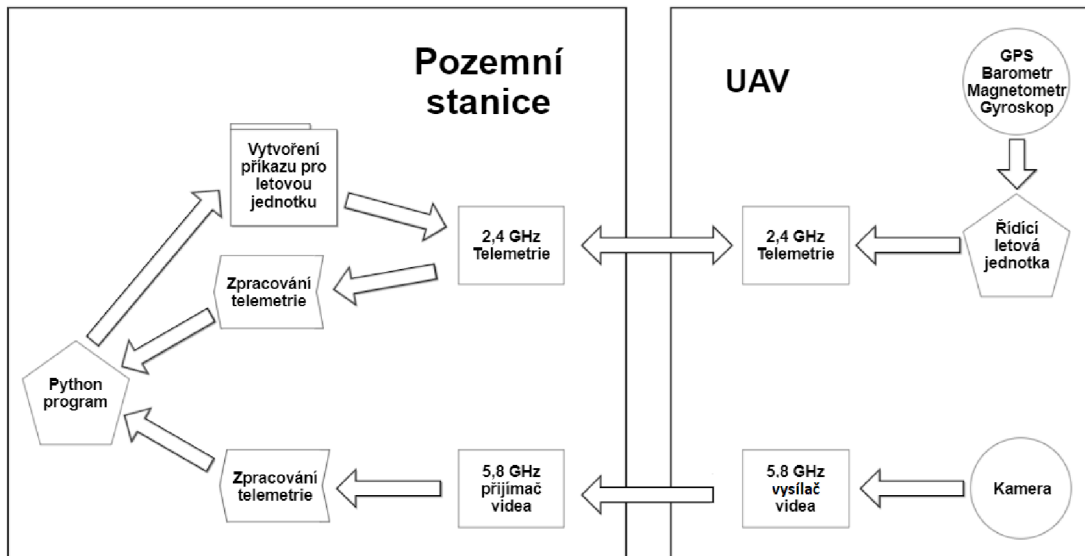 Pozemní
stanice
Vytvoření
příkazu pro
letovou
jednotku
2,4 GHz
Telemetrie
Zpracování
telemetrie
Python
program
Zpracování
telemetrie
5,8 GHz
přijímač
videa
UAV
GPS
Barometr
Magnetometr
Gyroskop
2,4 GHz
Telemetrie
Řídící
letová
jednotka
5.8 GHz
vysílač
videa
Kamera